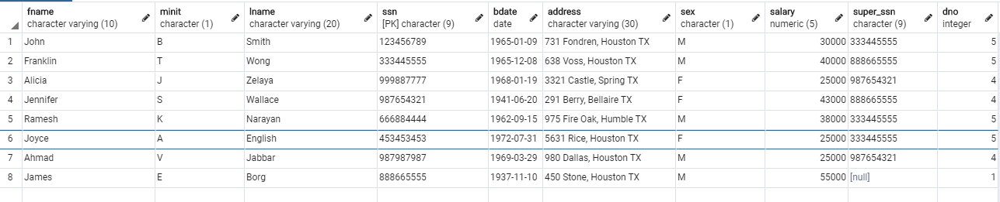 fname minit lname ssn bdate address sex salary super_ssn dno
character varying (10) character (1) character varying (20) [PK] character (9) date character varying (30) character (1) numeric (5) character (9) integer
1 John B Smith 123456789 1965-01-09 731 Fondren, Houston TX M 30000 333445555 5
2 Franklin T Wong 333445555 1965-12-08 638 Voss, Houston TX M 40000 888665555 5
3 Alicia J Zelaya 999887777 1968-01-19 3321 Castle, Spring TX F 25000 987654321 4
4 Jennifer S Wallace 987654321 1941-06-20 291 Berry, Bellaire TX F 43000 888665555 4
5 Ramesh K Narayan 666884444 1962-09-15 975 Fire Oak, Humble TX M 38000 333445555 5
6 Joyce A English 453453453 1972-07-31 5631 Rice, Houston TX F 25000 333445555 5
7 Ahmad V Jabbar 987987987 1969-03-29 980 Dallas, Houston TX M 25000 987654321 4
8 James E Borg 888665555 1937-11-10 450 Stone, Houston TX M 55000 [null] 1